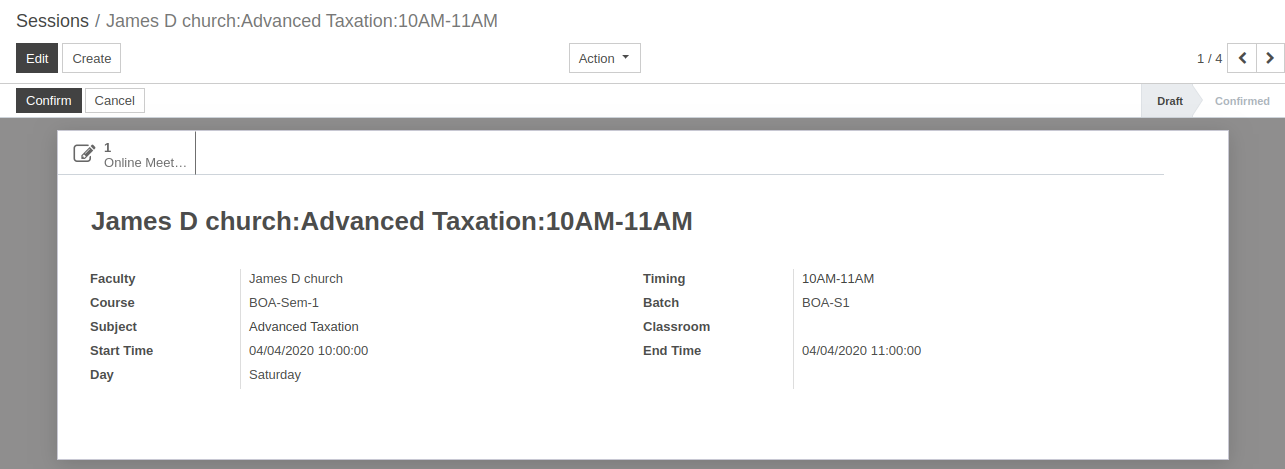 Sessions / James D church:Advanced Taxation:10AM-11AM
Edit Create Action 1 / 4
Confirm Cancel Draft Confirmed
1
Online Meet…
James D church:Advanced Taxation:10AM-11AM
Faculty James D church Timing 10AM-11AM
Course BOA-Sem-1 Batch BOA-S1
Subject Advanced Taxation Classroom
Start Time 04/04/2020 10:00:00 End Time 04/04/2020 11:00:00
Day Saturday